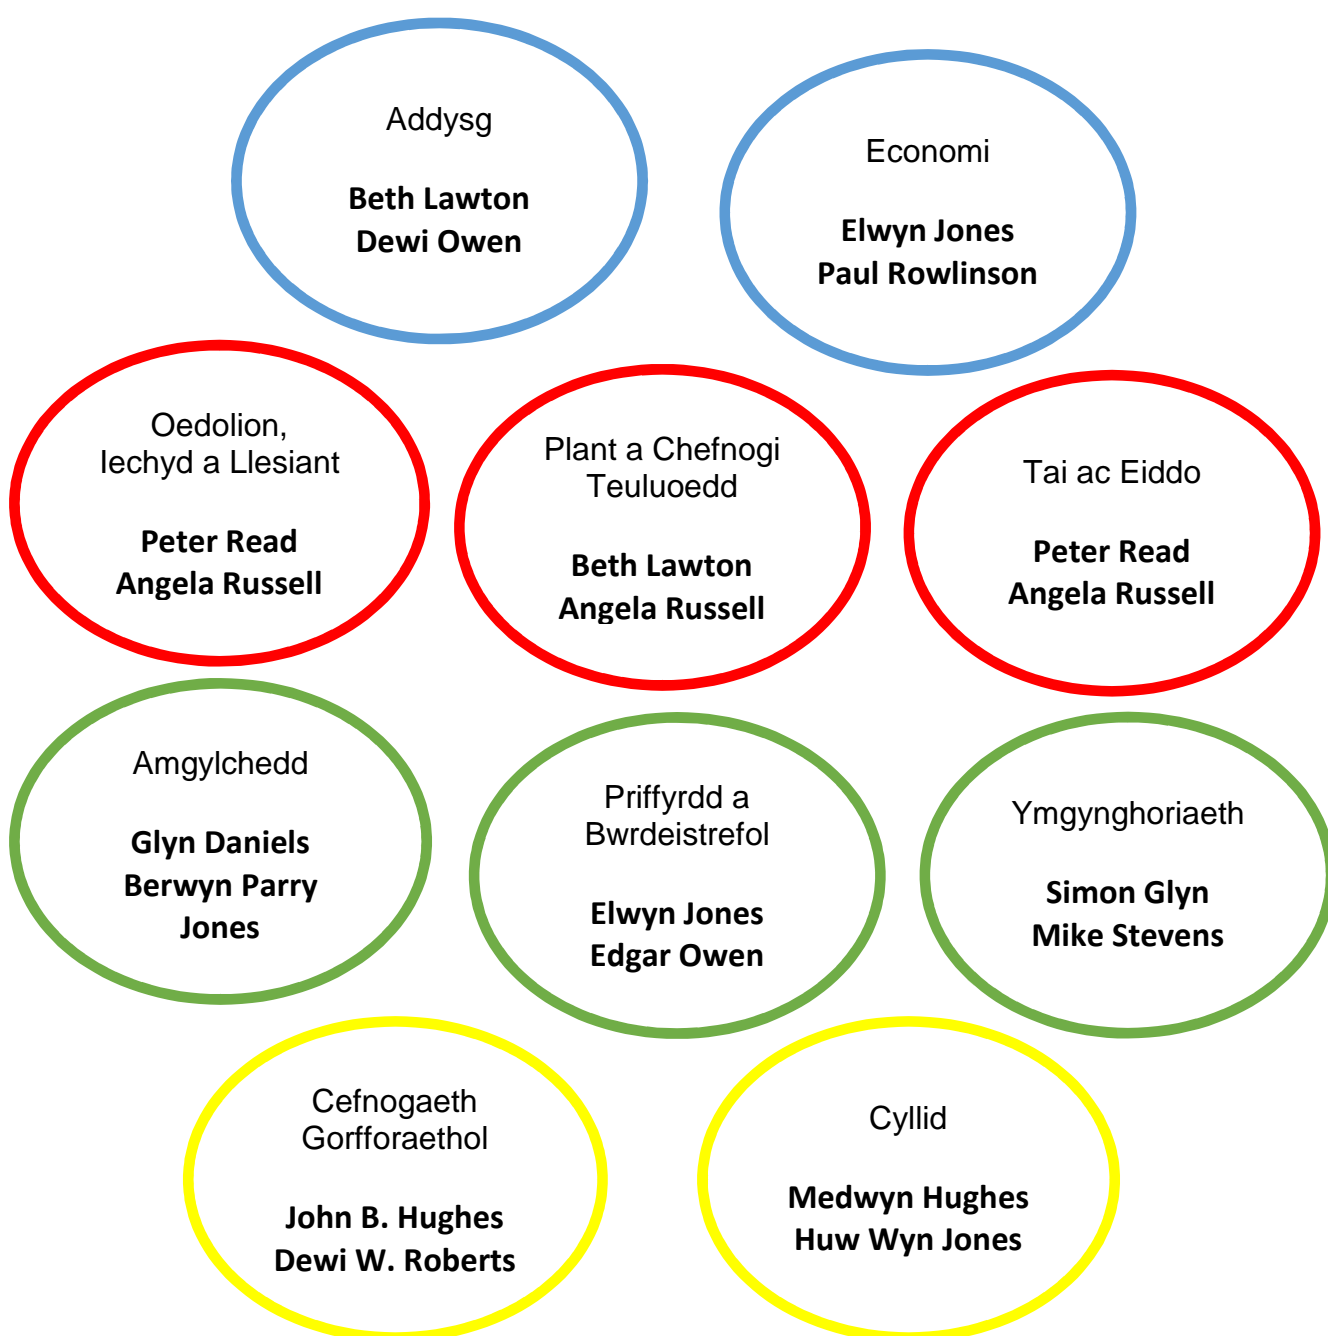 Addysg
Beth Lawton
Dewi Owen
Economi
Elwyn Jones
Paul Rowlinson
Oedolion,
Iechyd a Llesiant
Peter Read
Angela Russell
Plant a Chefnogi
Teuluoedd
Beth Lawton
Angela Russell
Tai ac Eiddo
Peter Read
Angela Russell
Amgylchedd
Glyn Daniels
Berwyn Parry
Jones
Priffyrdd a
Bwrdeistrefol
Elwyn Jones
Edgar Owen
Ymgynghoriaeth
Simon Glyn
Mike Stevens
Cefnogaeth
Gorfforaethol
John B. Hughes
Dewi W. Roberts
Cyllid
Medwyn Hughes
Huw Wyn Jones